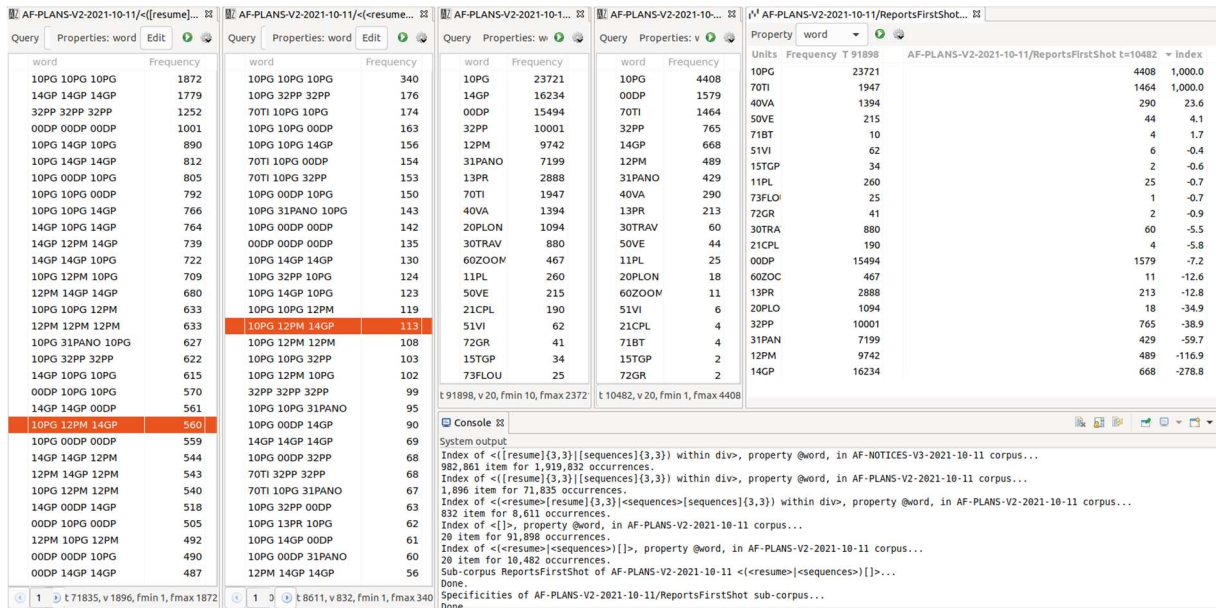 AF-PLANS-V2-2021-10-11/<([resume]...
Query Properties: word Edit
word Frequency
10PG 10PG 10PG 1872
14GP 14GP 14GP 1779
32PP 32PP 32PP 1252
00DP 00DP 00DP 1001
10PG 14GP 10PG 890
10PG 14GP 14GP 812
10PG 00DP 10PG 805
10PG 10PG 00DP 792
10PG 10PG 14GP 766
14GP 10PG 14GP 764
14GP 12PM 14GP 739
14GP 14GP 10PG 722
10PG 12PM 10PG 709
12PM 14GP 14GP 680
10PG 10PG 12PM 633
12PM 12PM 12PM 633
10PG 31PANO 10PG 627
10PG 32PP 32PP 622
14GP 10PG 10PG 615
00DP 10PG 10PG 570
14GP 14GP 00DP 561
10PG 12PM 14GP 560
10PG 00DP 00DP 559
14GP 14GP 12PM 544
12PM 14GP 12PM 543
10PG 12PM 12PM 540
14GP 00DP 14GP 518
00DP 10PG 00DP 505
12PM 10PG 12PM 492
00DP 00DP 10PG 490
00DP 14GP 14GP 487
1 t 71835, v 1896, fmin 1, fmax 1872
AF-PLANS-V2-2021-10-11/<(<resume...
Query Properties: word Edit
word Frequency
10PG 10PG 10PG 340
10PG 32PP 32PP 176
70TI 10PG 10PG 174
10PG 10PG 00DP 163
10PG 10PG 14GP 156
70TI 10PG 00DP 154
70TI 10PG 32PP 153
10PG 00DP 10PG 150
10PG 31PANO 10PG 143
10PG 00DP 00DP 142
00DP 00DP 00DP 135
10PG 14GP 14GP 130
10PG 32PP 10PG 124
10PG 14GP 10PG 123
10PG 10PG 12PM 119
10PG 12PM 14GP 113
10PG 12PM 12PM 108
10PG 10PG 32PP 103
10PG 12PM 10PG 102
32PP 32PP 32PP 99
10PG 10PG 31PANO 95
10PG 00DP 14GP 90
14GP 14GP 14GP 69
10PG 00DP 32PP 68
70TI 32PP 32PP 68
70TI 10PG 31PANO 67
10PG 32PP 00DP 63
10PG 13PR 10PG 62
10PG 14GP 00DP 61
10PG 00DP 31PANO 60
12PM 14GP 14GP 56
1 t 8611, v 832, fmin 1, fmax 340
AF-PLANS-V2-2021-10-1...
Query Properties: w
word Frequency
10PG 23721
14GP 16234
00DP 15494
32PP 10001
12PM 9742
31PANO 7199
13PR 2888
70TI 1947
40VA 1394
20PLON 1094
30TRAV 880
60ZOOM 467
11PL 260
50VE 215
21CPL 190
51VI 62
72GR 41
15TGP 34
73FLOU 25
t 91898, v 20, fmin 10, fmax 2372
AF-PLANS-V2-2021-10-...
Query Properties: v
word Frequency
10PG 4408
00DP 1579
70TI 1464
32PP 765
14GP 668
12PM 489
31PANO 429
40VA 290
13PR 213
30TRAV 60
50VE 44
11PL 25
20PLON 18
60ZOOM 11
51VI 6
21CPL 4
71BT 4
15TGP 2
72GR 2
t 10482, v 20, fmin 1, fmax 4408
AF-PLANS-V2-2021-10-11/ReportsFirstShot...
Property word
Units Frequency T 91898 AF-PLANS-V2-2021-10-11/ReportsFirstShot t=10482 Index
10PG 23721 4408 1,000.0
70TI 1947 1464 1,000.0
40VA 1394 290 23.6
50VE 215 44 4.1
71BT 10 4 1.7
51VI 62 6 -0.4
15TGP 34 2 -0.6
11PL 260 25 -0.7
73FLO 25 1 -0.7
72GR 41 2 -0.9
30TRA 880 60 -5.5
21CPL 190 4 -5.8
00DP 15494 1579 -7.2
60ZOC 467 11 -12.6
13PR 2888 213 -12.8
20PLO 1094 18 -34.9
32PP 10001 765 -38.9
31PAN 7199 429 -59.7
12PM 9742 489 -116.9
14GP 16234 668 -278.8
Console
System output
Index of <([resume]{3,3}|[sequences]{3,3}) within div>, property @word, in AF-NOTICES-V3-2021-10-11 corpus...
982,861 item for 1,919,832 occurrences.
Index of <([resume]{3,3}|[sequences]{3,3}) within div>, property @word, in AF-PLANS-V2-2021-10-11 corpus...
1,896 item for 71,835 occurrences.
Index of <(<resume>[resume]{3,3}|<sequences>[sequences]{3,3}) within div>, property @word, in AF-PLANS-V2-2021-10-11 corpus...
832 item for 8,611 occurrences.
Index of <[]>, property @word, in AF-PLANS-V2-2021-10-11 corpus...
20 item for 91,898 occurrences.
Index of <(<resume>|<sequences>)[]>, property @word, in AF-PLANS-V2-2021-10-11 corpus...
20 item for 10,482 occurrences.
Sub-corpus ReportsFirstShot of AF-PLANS-V2-2021-10-11 <(<resume>|<sequences>)[]>...
Done.
Specificities of AF-PLANS-V2-2021-10-11/ReportsFirstShot sub-corpus...
Done.